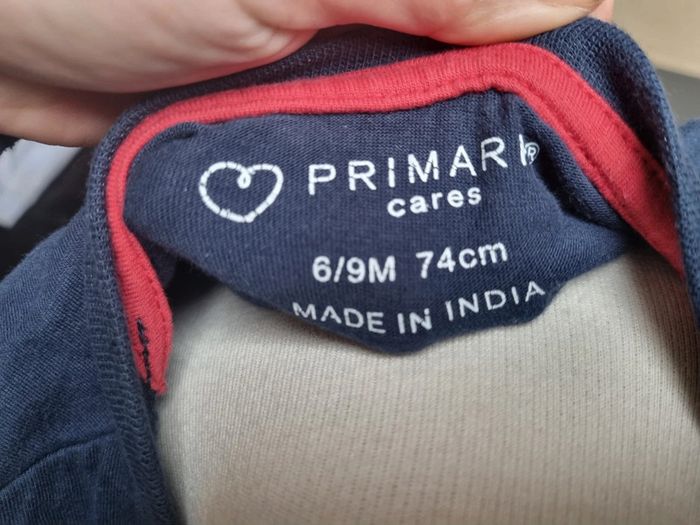 PRIMARK®
cares
6/9M 74cm
MADE IN INDIA